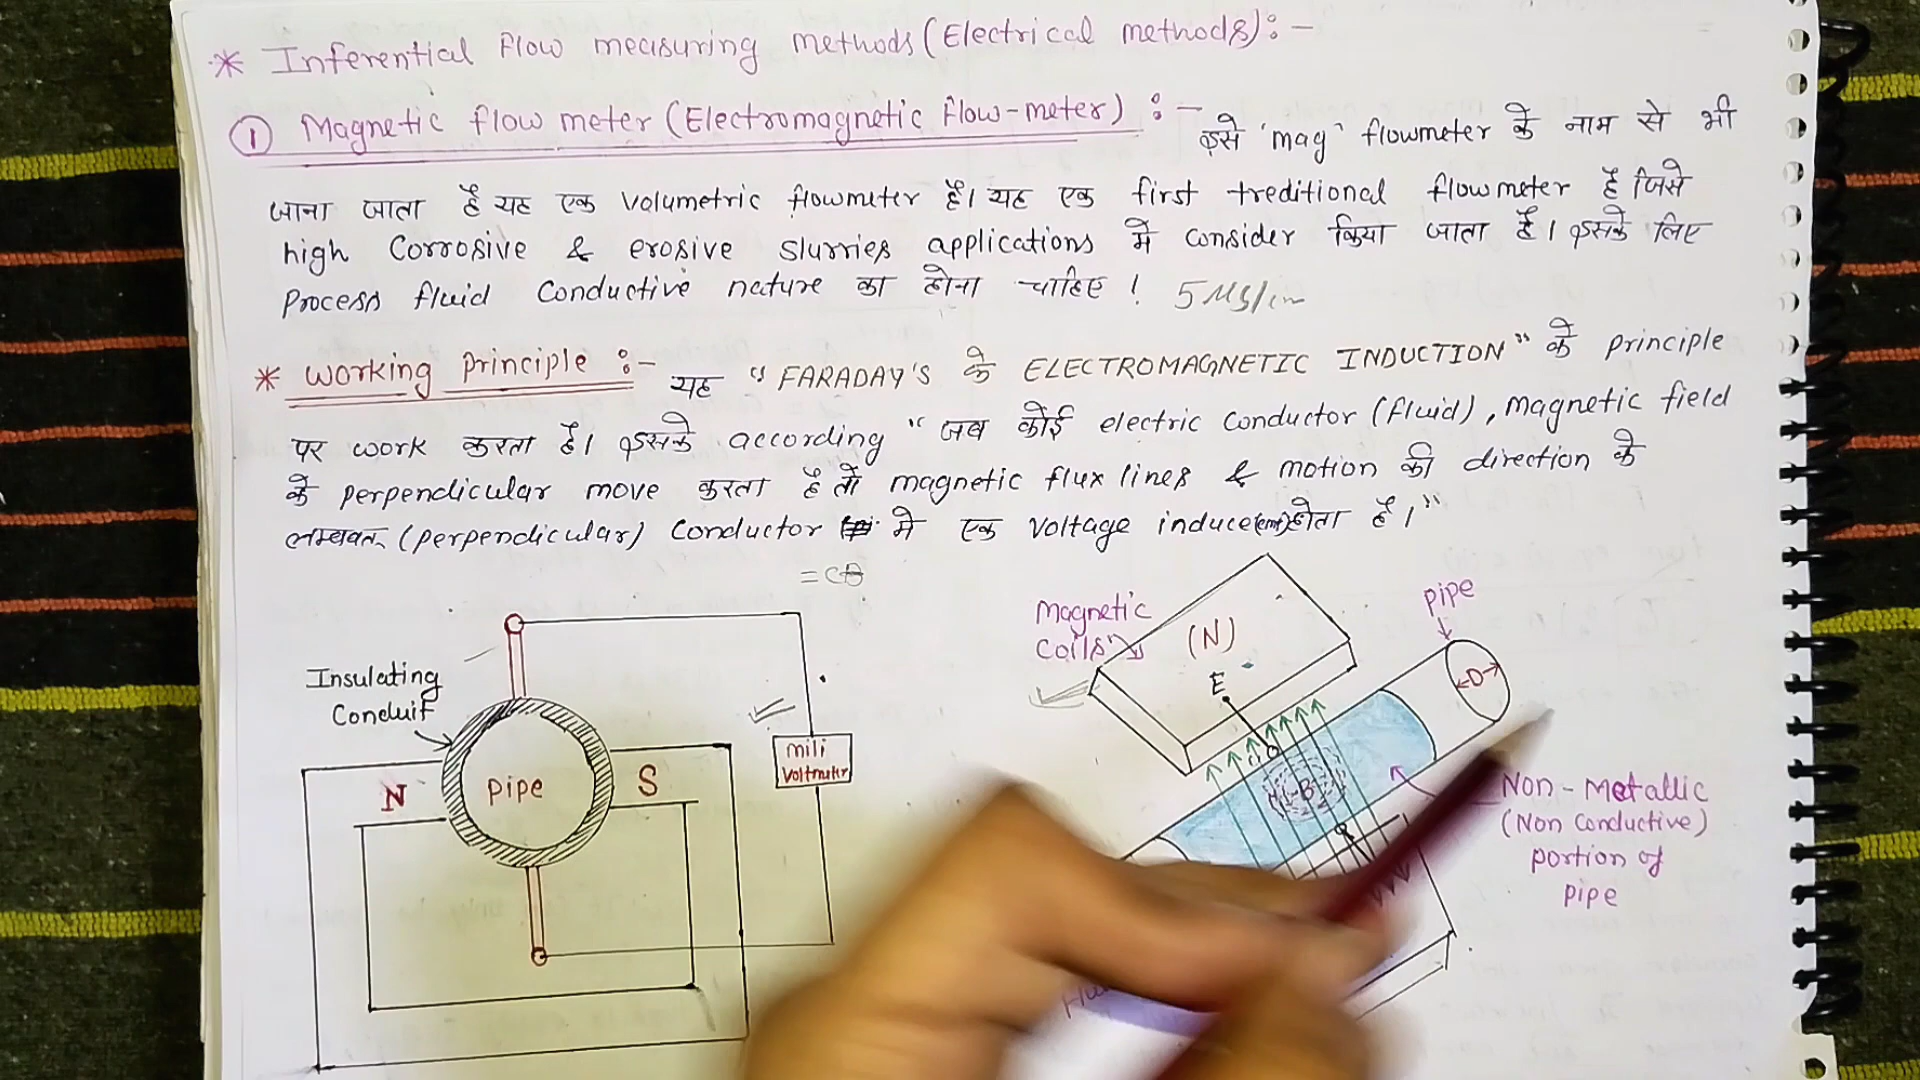 * Inferential Flow measuring methods (Electrical methods) :-
① Magnetic flow meter (Electromagnetic Flow-meter) :- इसे 'mag' flowmeter के नाम से भी
जाना जाता है यह एक volumetric flowmeter है। यह एक first treditional flowmeter है जिसे
high Corrosive & erosive slurries applications मे consider किया जाता है। इसके लिए
Process fluid Conductive nature का होना चाहिए !
* Working principle :- यह "FARADAY'S के ELECTROMAGNETIC INDUCTION" के principle
पर work करता है। इसके according "जब कोई electric conductor (fluid), magnetic field
के perpendicular move करता है तो magnetic flux lines & motion की direction के
लम्बवत् (perpendicular) conductor मे एक voltage induce(emf)होता है।"
Insulating
Conduit
N
pipe
S
mili
voltmeter
Magnetic
Coils
(N)
E
B
pipe
D
Non-Metallic
(Non conductive)
portion of
pipe